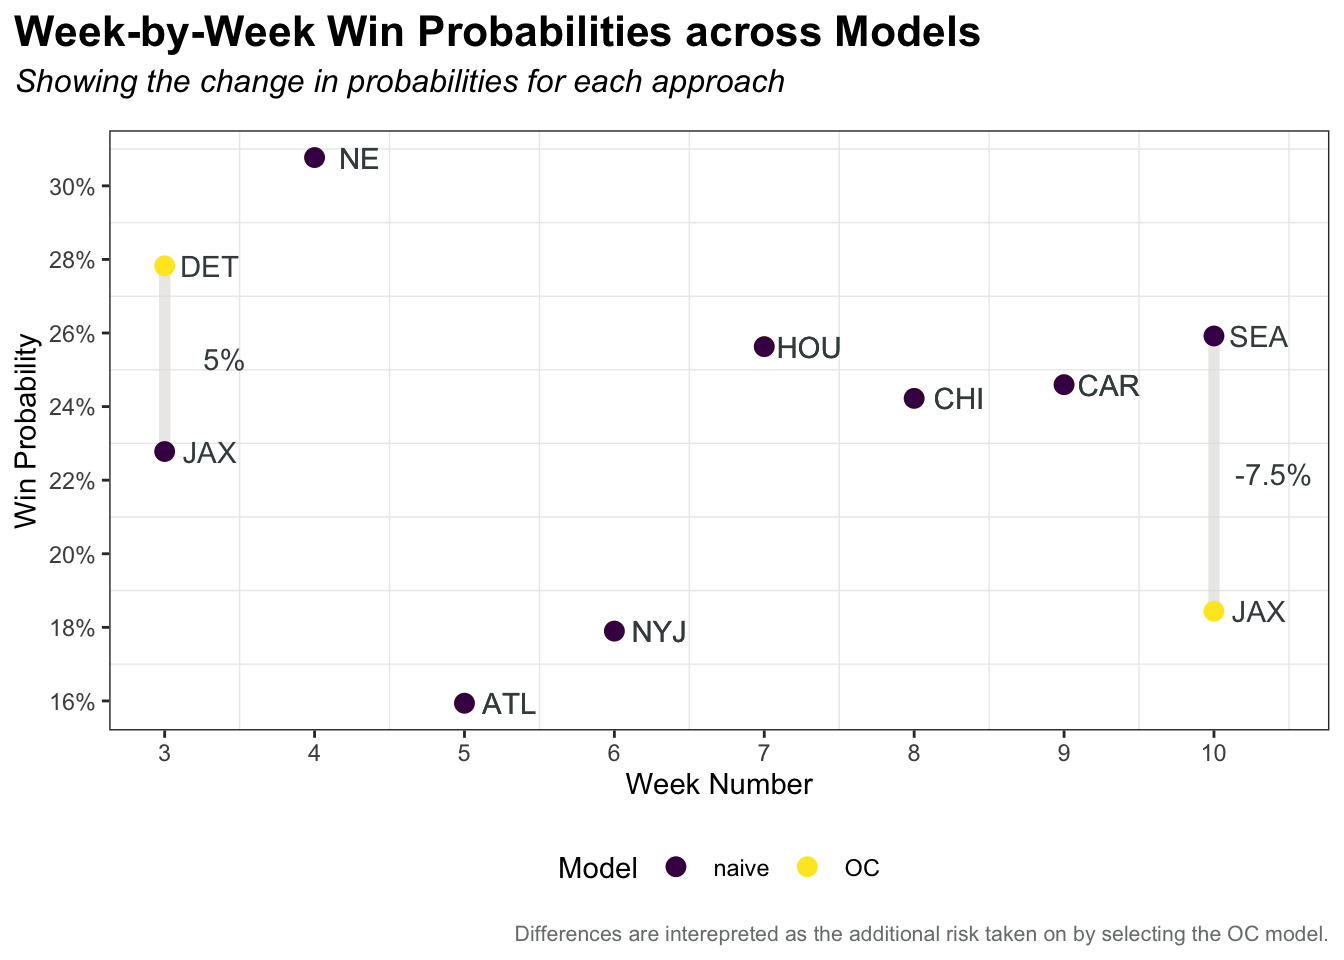 Week-by-Week Win Probabilities across Models
Showing the change in probabilities for each approach
Win Probability
30%
28%
26%
24%
22%
20%
18%
16%
NE
DET
5%
JAX
ATL
NYJ
HOU
CHI
CAR
SEA
-7.5%
JAX
3 4 5 6 7 8 9 10
Week Number
Model naive OC
Differences are interepreted as the additional risk taken on by selecting the OC model.